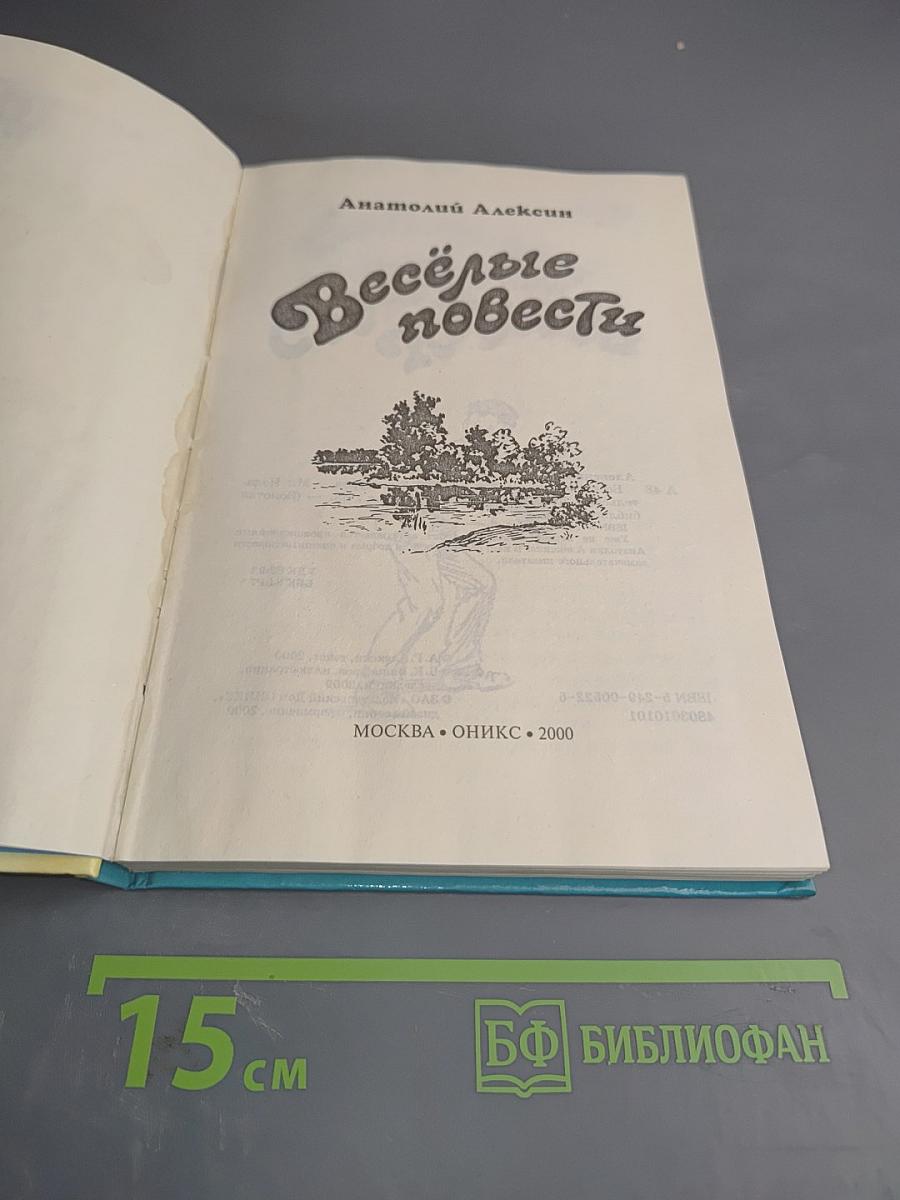 Анатолий Алексин
Весёлые
повести
МОСКВА • ОНИКС • 2000
15 см
БФ БИБЛИОФАН